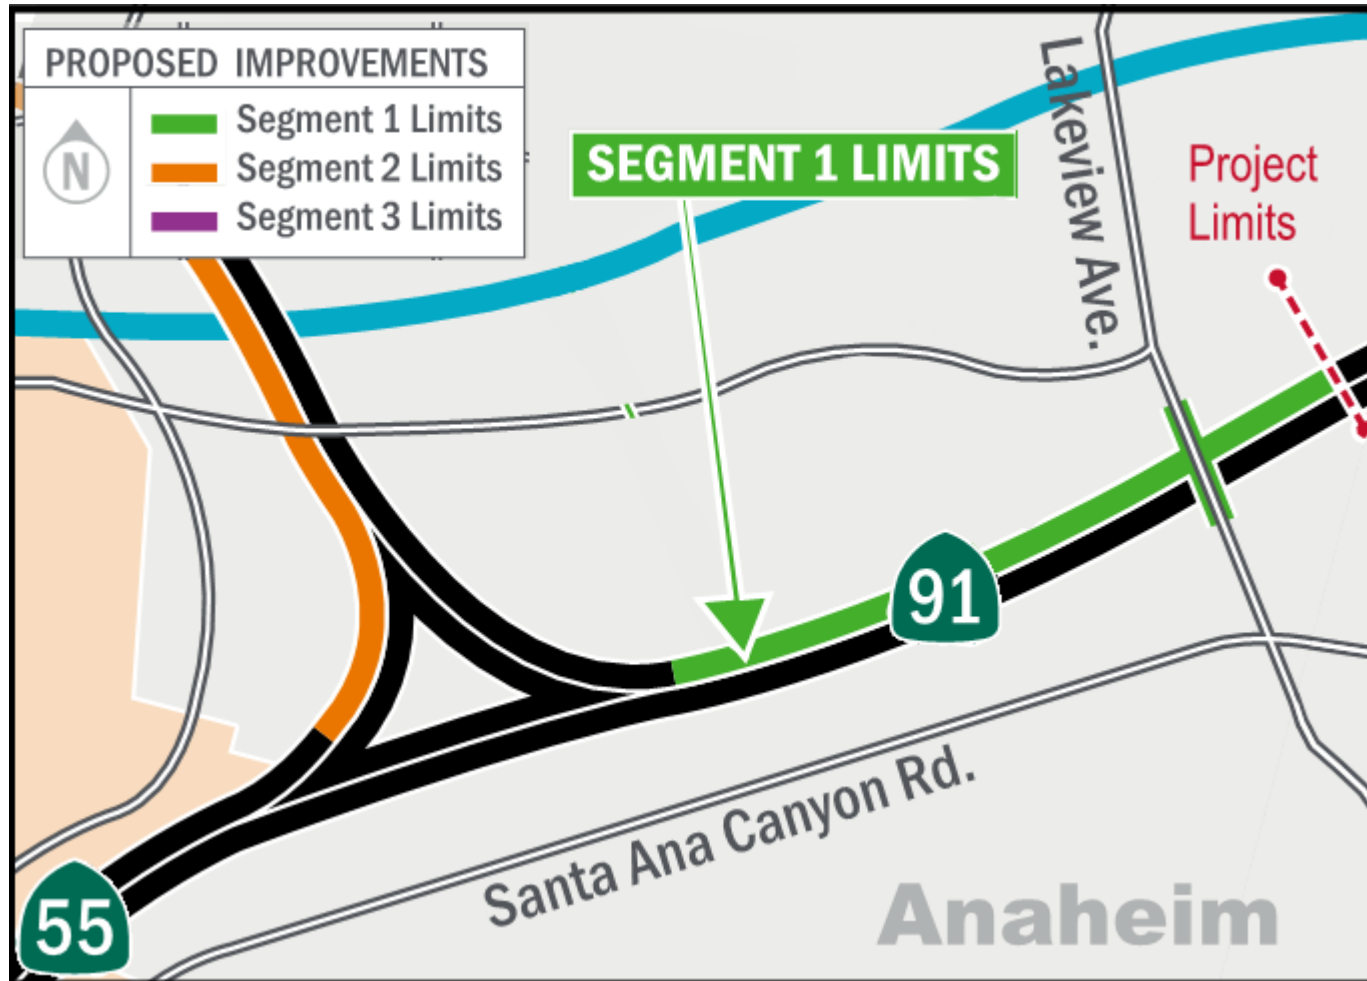 PROPOSED IMPROVEMENTS
N
Segment 1 Limits
Segment 2 Limits
Segment 3 Limits
SEGMENT 1 LIMITS
Lakeview Ave.
Project
Limits
91
Santa Ana Canyon Rd.
55
Anaheim